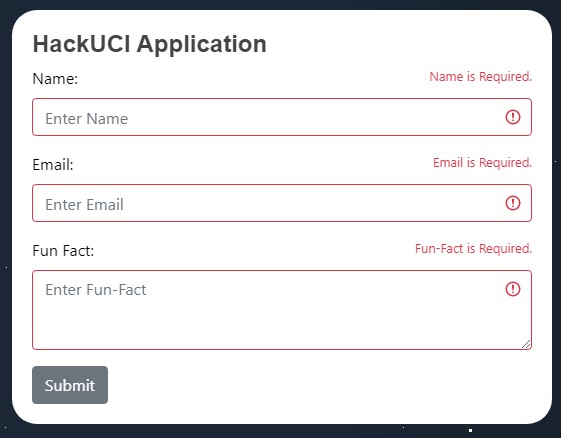 HackUCI Application
Name: Name is Required.
Enter Name
Email: Email is Required.
Enter Email
Fun Fact: Fun-Fact is Required.
Enter Fun-Fact
Submit